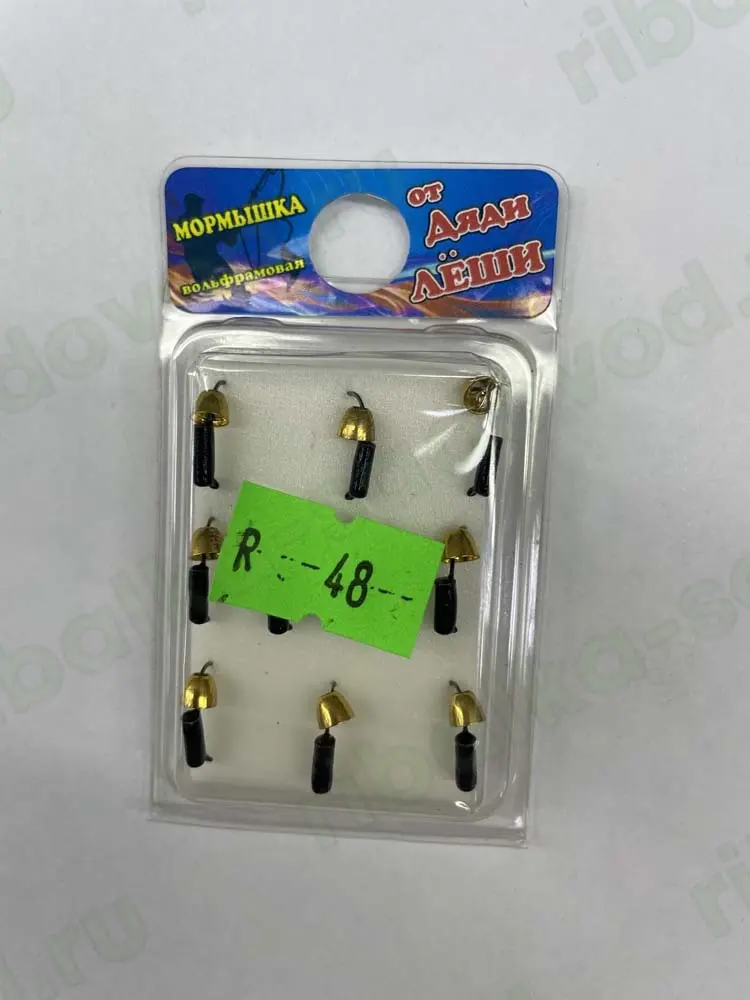 МОРМЫШКА
вольфрамовая
от
Дяди
ЛЁШИ
R---48--